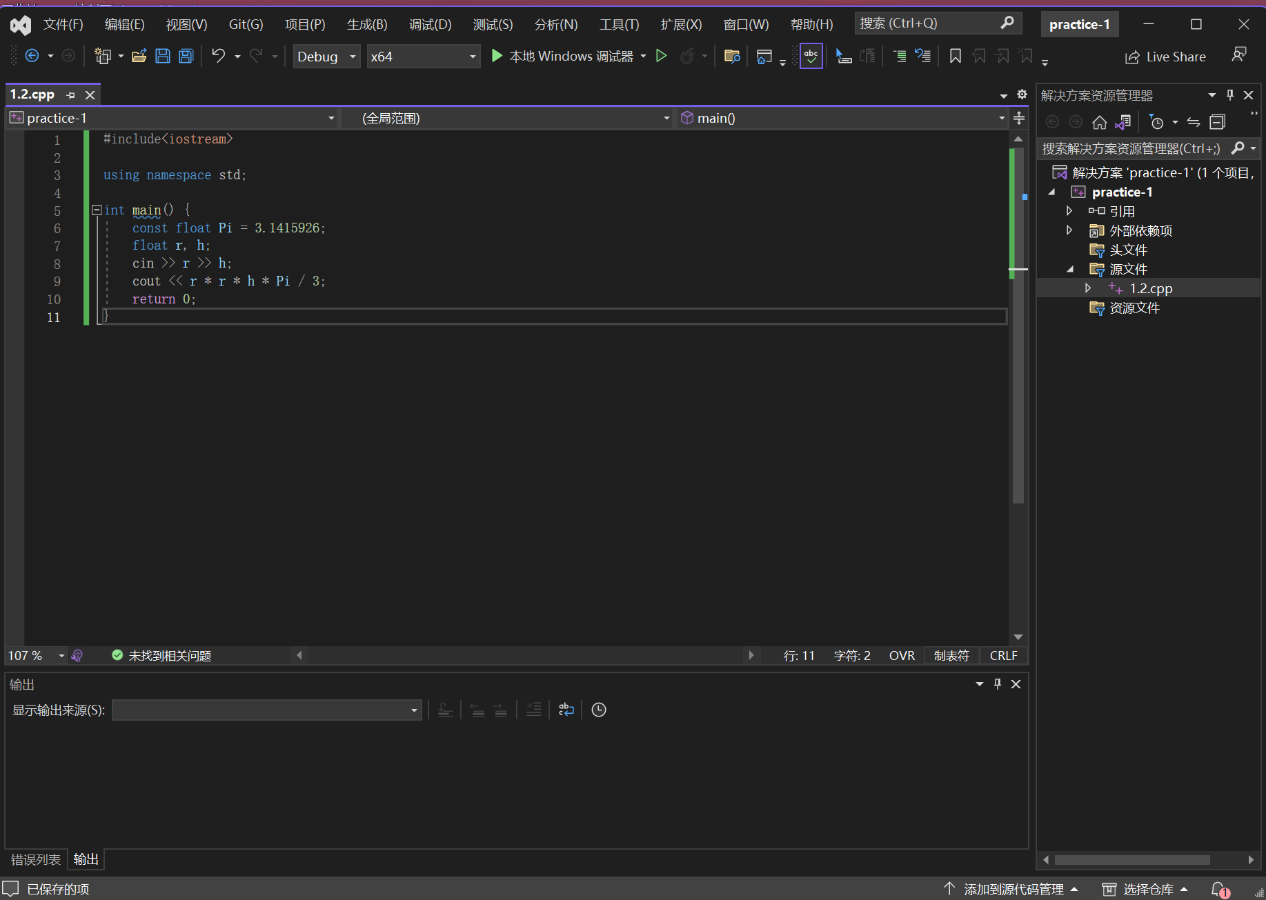 文件(F) 编辑(E) 视图(V) Git(G) 项目(P) 生成(B) 调试(D) 测试(S) 分析(N) 工具(T) 扩展(X) 窗口(W) 帮助(H) 搜索 (Ctrl+Q) practice-1
Debug x64 本地 Windows 调试器 Live Share
1.2.cpp
practice-1 (全局范围) main()
1 #include<iostream>
2
3 using namespace std;
4
5 int main() {
6 const float Pi = 3.1415926;
7 float r, h;
8 cin >> r >> h;
9 cout << r * r * h * Pi / 3;
10 return 0;
11 }
107 % 未找到相关问题 行: 11 字符: 2 OVR 制表符 CRLF
输出
显示输出来源(S):
错误列表 输出
解决方案资源管理器
搜索解决方案资源管理器(Ctrl+;)
解决方案 'practice-1' (1 个项目,
practice-1
引用
外部依赖项
头文件
源文件
1.2.cpp
资源文件
已保存的项 添加到源代码管理 选择仓库 1